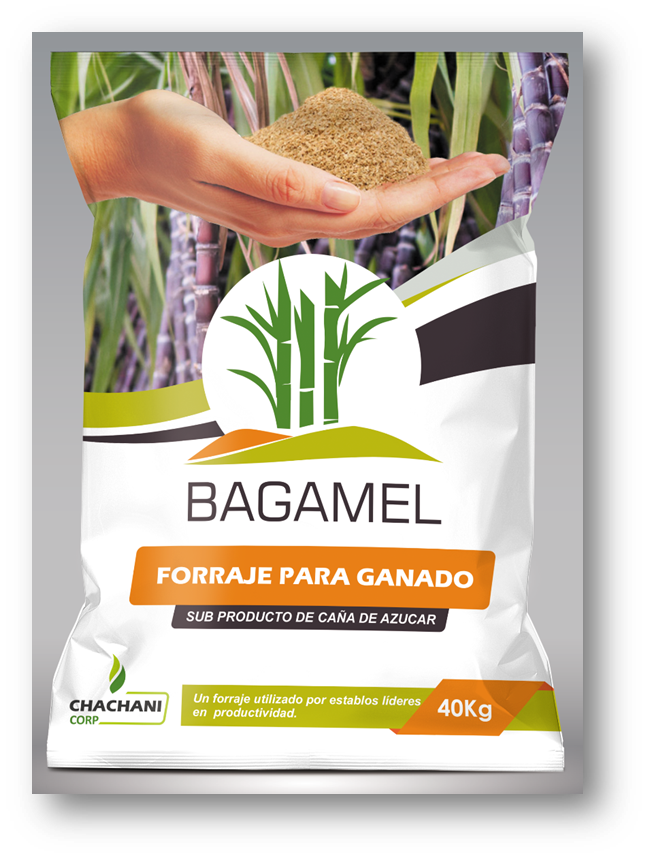 BAGAMEL
FORRAJE PARA GANADO
SUB PRODUCTO DE CAÑA DE AZUCAR
CHACHANI
CORP
Un forraje utilizado por establos líderes
en productividad.
40Kg